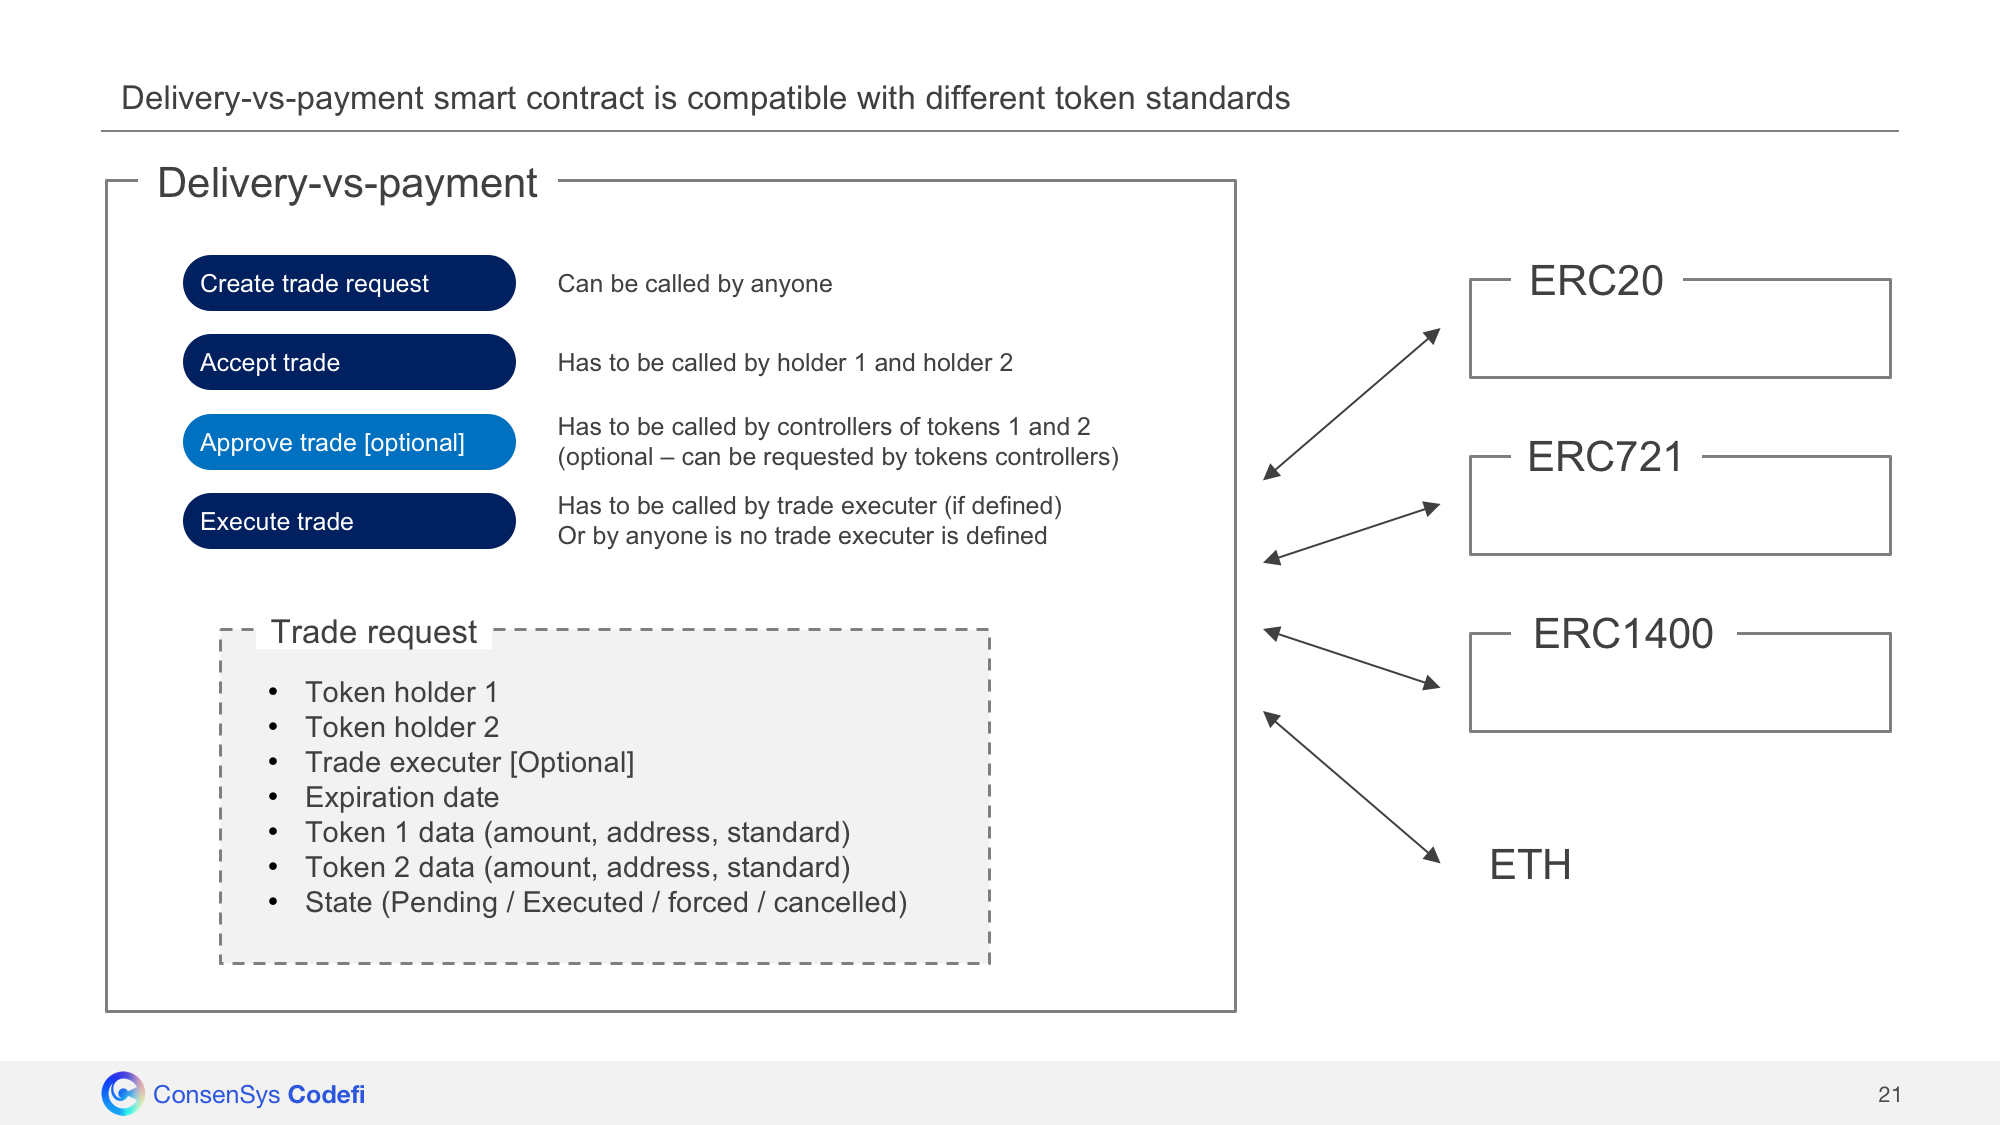 Delivery-vs-payment smart contract is compatible with different token standards
Delivery-vs-payment
Create trade request
Can be called by anyone
Accept trade
Has to be called by holder 1 and holder 2
Approve trade [optional]
Has to be called by controllers of tokens 1 and 2
(optional – can be requested by tokens controllers)
Execute trade
Has to be called by trade executer (if defined)
Or by anyone is no trade executer is defined
Trade request
• Token holder 1
• Token holder 2
• Trade executer [Optional]
• Expiration date
• Token 1 data (amount, address, standard)
• Token 2 data (amount, address, standard)
• State (Pending / Executed / forced / cancelled)
ERC20
ERC721
ERC1400
ETH
ConsenSys Codefi
21